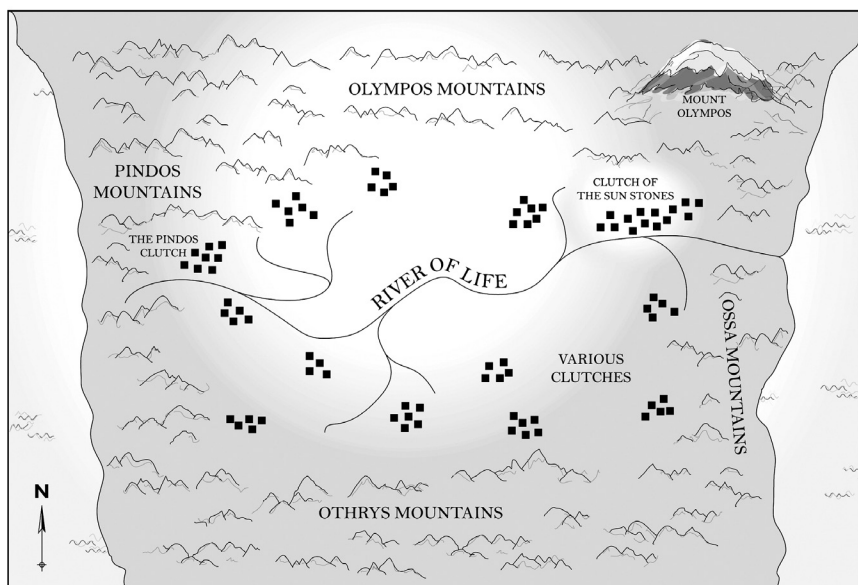 OLYMPOS MOUNTAINS
MOUNT
OLYMPOS
PINDOS
MOUNTAINS
CLUTCH OF
THE SUN STONES
THE PINDOS
CLUTCH
RIVER OF LIFE
OSSA MOUNTAINS
VARIOUS
CLUTCHES
N
OTHRYS MOUNTAINS